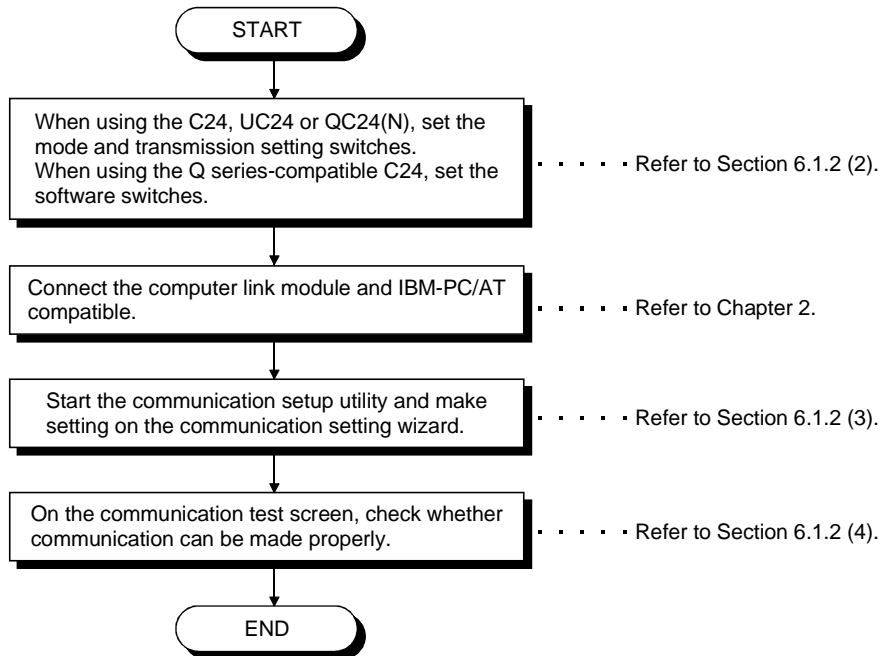 START
When using the C24, UC24 or QC24(N), set the
mode and transmission setting switches.
When using the Q series-compatible C24, set the
software switches.
Refer to Section 6.1.2 (2).
Connect the computer link module and IBM-PC/AT
compatible.
Refer to Chapter 2.
Start the communication setup utility and make
setting on the communication setting wizard.
Refer to Section 6.1.2 (3).
On the communication test screen, check whether
communication can be made properly.
Refer to Section 6.1.2 (4).
END